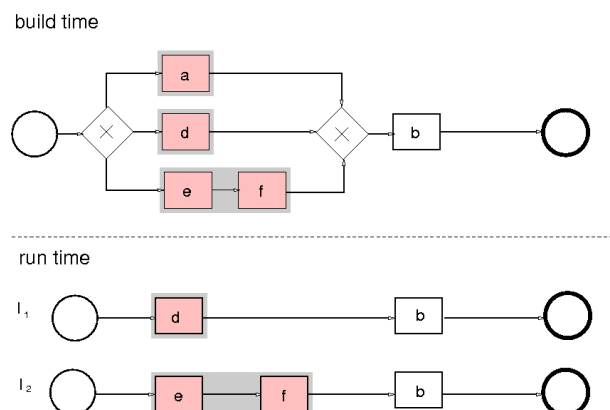 build time
a
d
b
e f
run time
I₁ d b
I₂ e f b